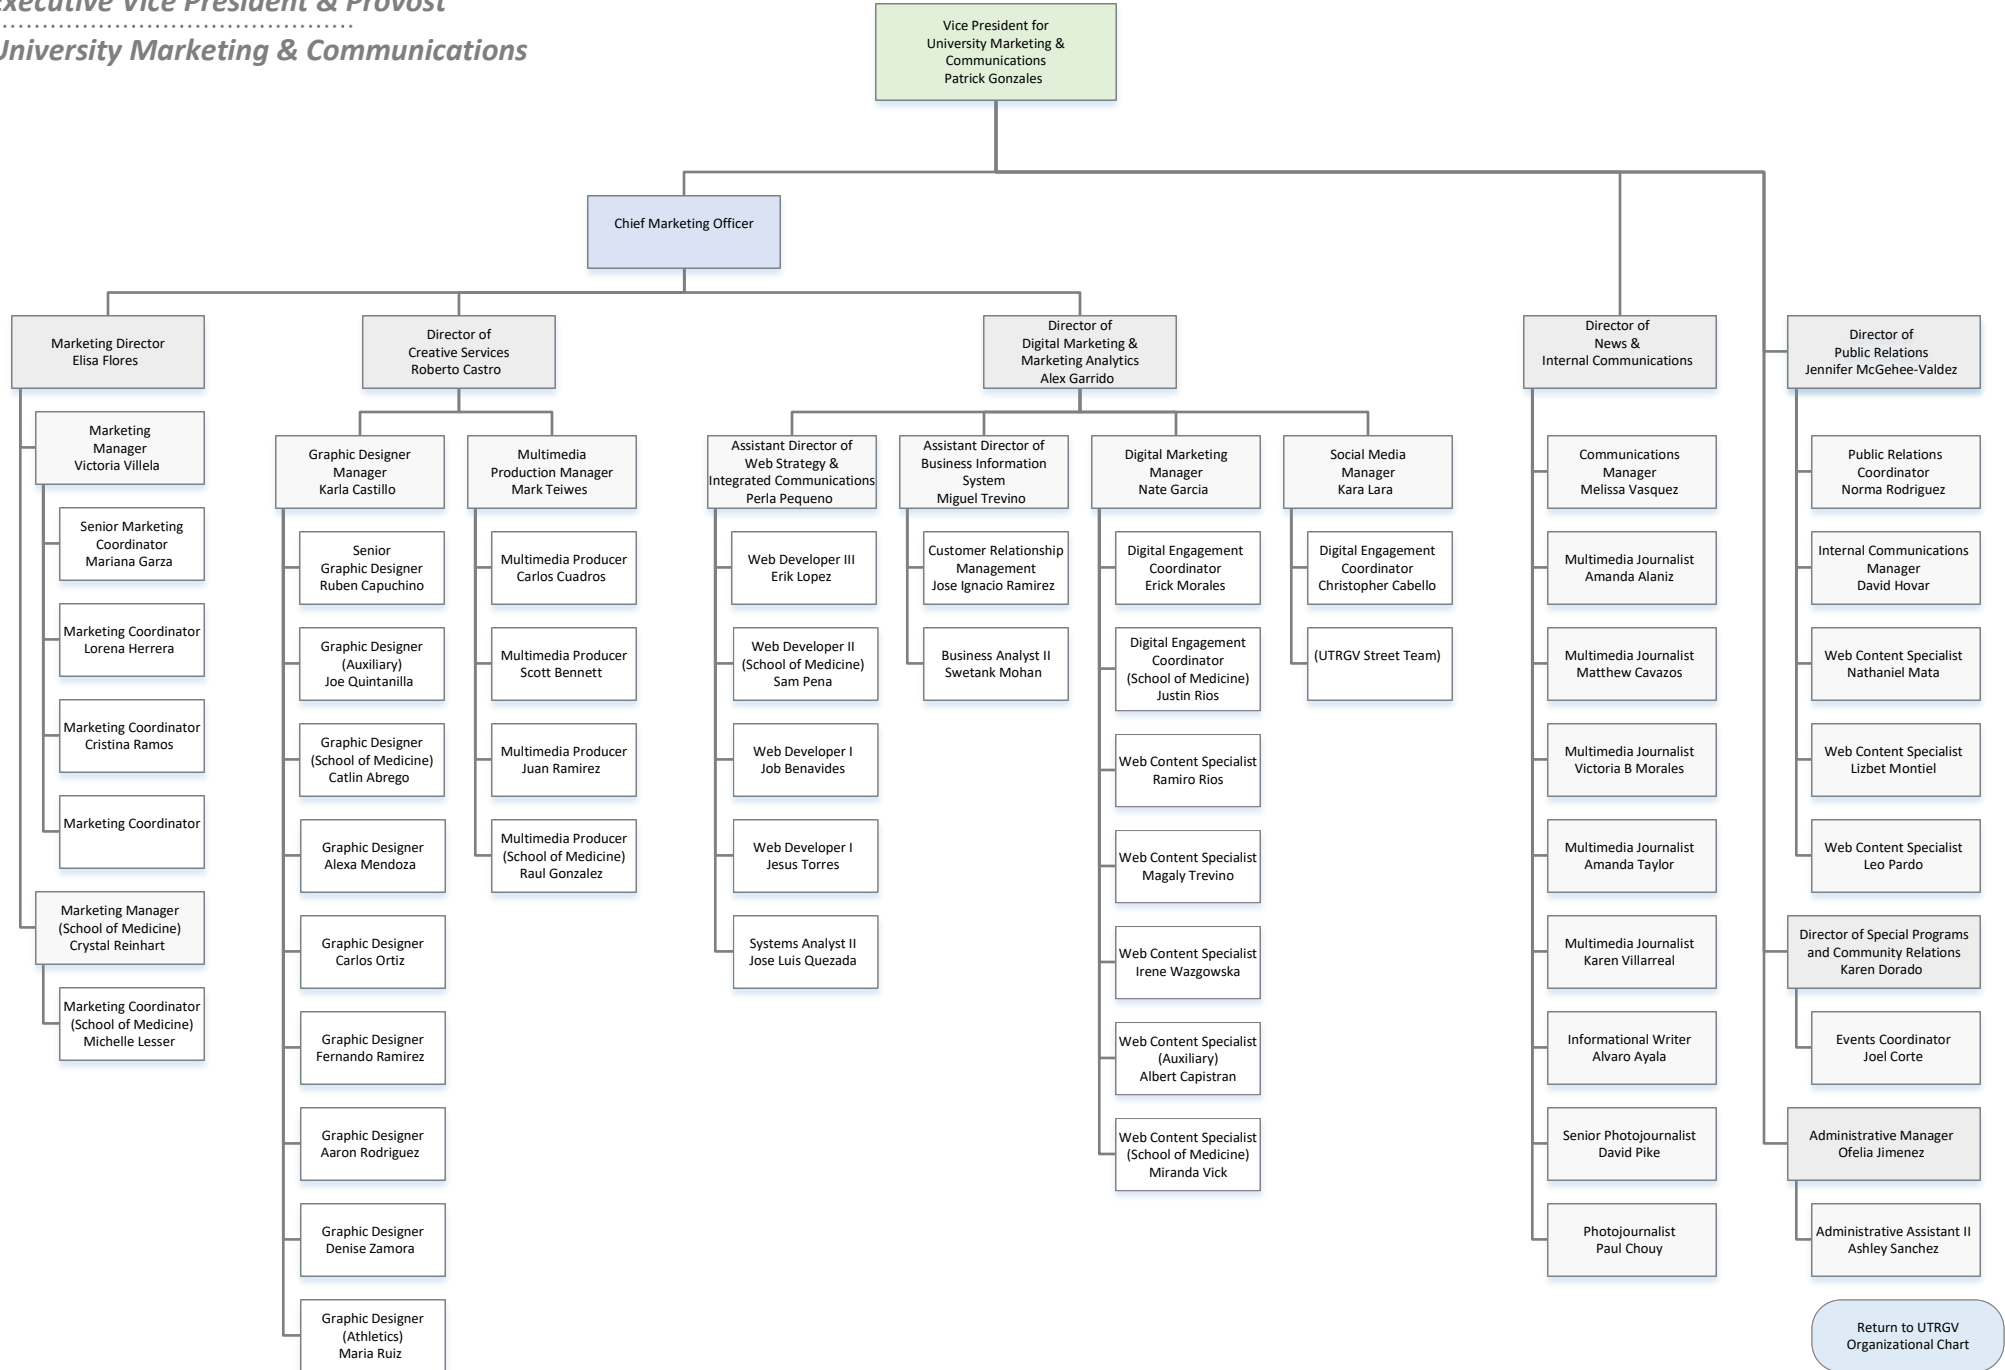 Executive Vice President & Provost
University Marketing & Communications
Vice President for
University Marketing &
Communications
Patrick Gonzales
Chief Marketing Officer
Marketing Director
Elisa Flores
Marketing
Manager
Victoria Villela
Senior Marketing
Coordinator
Mariana Garza
Marketing Coordinator
Lorena Herrera
Marketing Coordinator
Cristina Ramos
Marketing Coordinator
Marketing Manager
(School of Medicine)
Crystal Reinhart
Marketing Coordinator
(School of Medicine)
Michelle Lesser
Director of
Creative Services
Roberto Castro
Graphic Designer
Manager
Karla Castillo
Senior
Graphic Designer
Ruben Capuchino
Graphic Designer
(Auxiliary)
Joe Quintanilla
Graphic Designer
(School of Medicine)
Catlin Abrego
Graphic Designer
Alexa Mendoza
Graphic Designer
Carlos Ortiz
Graphic Designer
Fernando Ramirez
Graphic Designer
Aaron Rodriguez
Graphic Designer
Denise Zamora
Graphic Designer
(Athletics)
Maria Ruiz
Multimedia
Production Manager
Mark Teiwes
Multimedia Producer
Carlos Cuadros
Multimedia Producer
Scott Bennett
Multimedia Producer
Juan Ramirez
Multimedia Producer
(School of Medicine)
Raul Gonzalez
Director of
Digital Marketing &
Marketing Analytics
Alex Garrido
Assistant Director of
Web Strategy &
Integrated Communications
Perla Pequeno
Web Developer III
Erik Lopez
Web Developer II
(School of Medicine)
Sam Pena
Web Developer I
Job Benavides
Web Developer I
Jesus Torres
Systems Analyst II
Jose Luis Quezada
Assistant Director of
Business Information
System
Miguel Trevino
Customer Relationship
Management
Jose Ignacio Ramirez
Business Analyst II
Swetank Mohan
Digital Marketing
Manager
Nate Garcia
Digital Engagement
Coordinator
Erick Morales
Digital Engagement
Coordinator
(School of Medicine)
Justin Rios
Web Content Specialist
Ramiro Rios
Web Content Specialist
Magaly Trevino
Web Content Specialist
Irene Wazgowska
Web Content Specialist
(Auxiliary)
Albert Capistran
Web Content Specialist
(School of Medicine)
Miranda Vick
Social Media
Manager
Kara Lara
Digital Engagement
Coordinator
Christopher Cabello
(UTRGV Street Team)
Director of
News &
Internal Communications
Communications
Manager
Melissa Vasquez
Multimedia Journalist
Amanda Alaniz
Multimedia Journalist
Matthew Cavazos
Multimedia Journalist
Victoria B Morales
Multimedia Journalist
Amanda Taylor
Multimedia Journalist
Karen Villarreal
Informational Writer
Alvaro Ayala
Senior Photojournalist
David Pike
Photojournalist
Paul Chouy
Director of
Public Relations
Jennifer McGehee-Valdez
Public Relations
Coordinator
Norma Rodriguez
Internal Communications
Manager
David Hovar
Web Content Specialist
Nathaniel Mata
Web Content Specialist
Lizbet Montiel
Web Content Specialist
Leo Pardo
Director of Special Programs
and Community Relations
Karen Dorado
Events Coordinator
Joel Corte
Administrative Manager
Ofelia Jimenez
Administrative Assistant II
Ashley Sanchez
Return to UTRGV
Organizational Chart